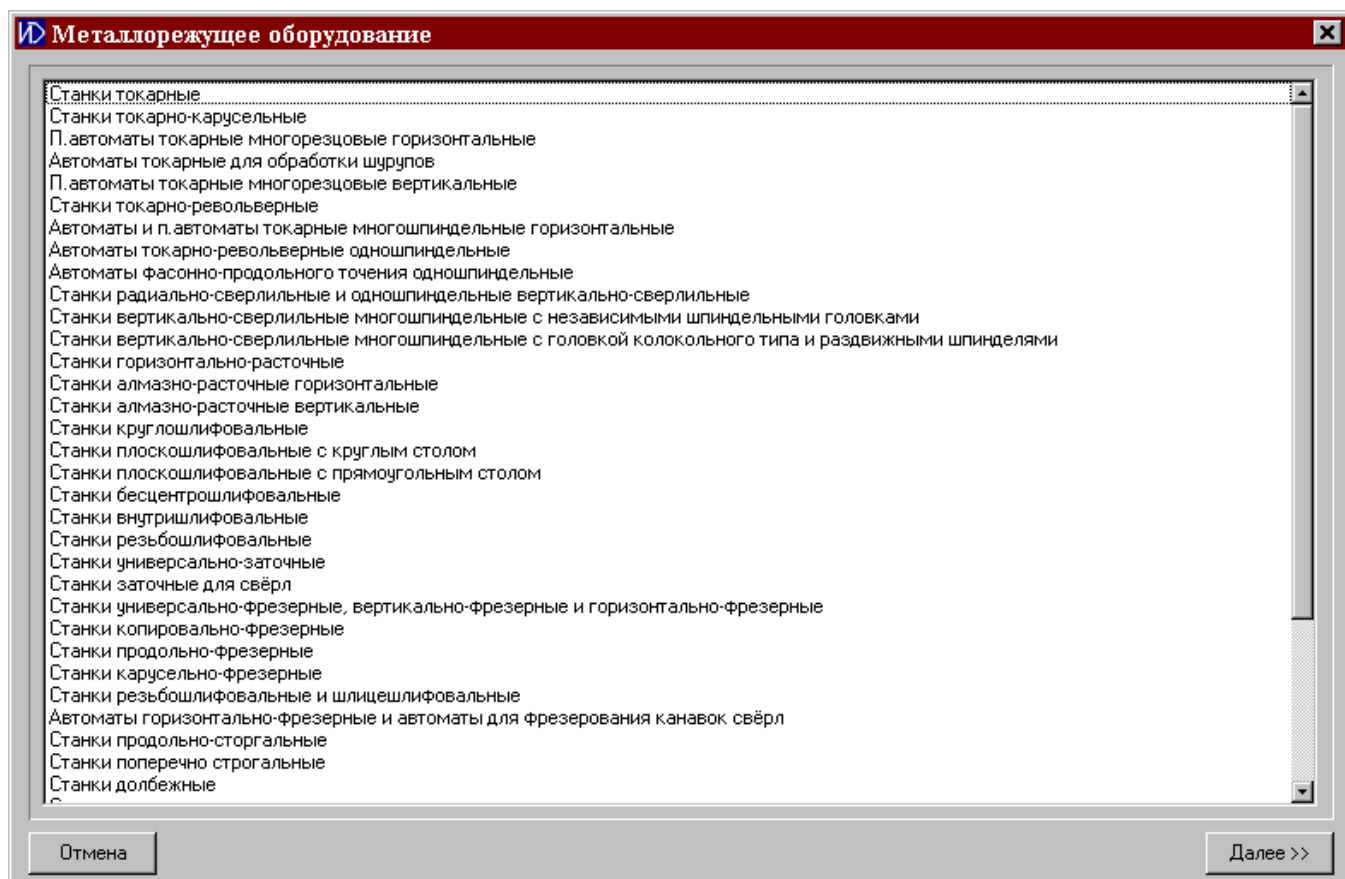 Металлорежущее оборудование
Станки токарные
Станки токарно-карусельные
П.автоматы токарные многорезцовые горизонтальные
Автоматы токарные для обработки шурупов
П.автоматы токарные многорезцовые вертикальные
Станки токарно-револьверные
Автоматы и п.автоматы токарные многошпиндельные горизонтальные
Автоматы токарно-револьверные одношпиндельные
Автоматы фасонно-продольного точения одношпиндельные
Станки радиально-сверлильные и одношпиндельные вертикально-сверлильные
Станки вертикально-сверлильные многошпиндельные с независимыми шпиндельными головками
Станки вертикально-сверлильные многошпиндельные с головкой колокольного типа и раздвижными шпинделями
Станки горизонтально-расточные
Станки алмазно-расточные горизонтальные
Станки алмазно-расточные вертикальные
Станки круглошлифовальные
Станки плоскошлифовальные с круглым столом
Станки плоскошлифовальные с прямоугольным столом
Станки бесцентрошлифовальные
Станки внутришлифовальные
Станки резьбошлифовальные
Станки универсально-заточные
Станки заточные для свёрл
Станки универсально-фрезерные, вертикально-фрезерные и горизонтально-фрезерные
Станки копировально-фрезерные
Станки продольно-фрезерные
Станки карусельно-фрезерные
Станки резьбошлифовальные и шлицешлифовальные
Автоматы горизонтально-фрезерные и автоматы для фрезерования канавок свёрл
Станки продольно-сторгальные
Станки поперечно строгальные
Станки долбежные
Отмена
Далее >>